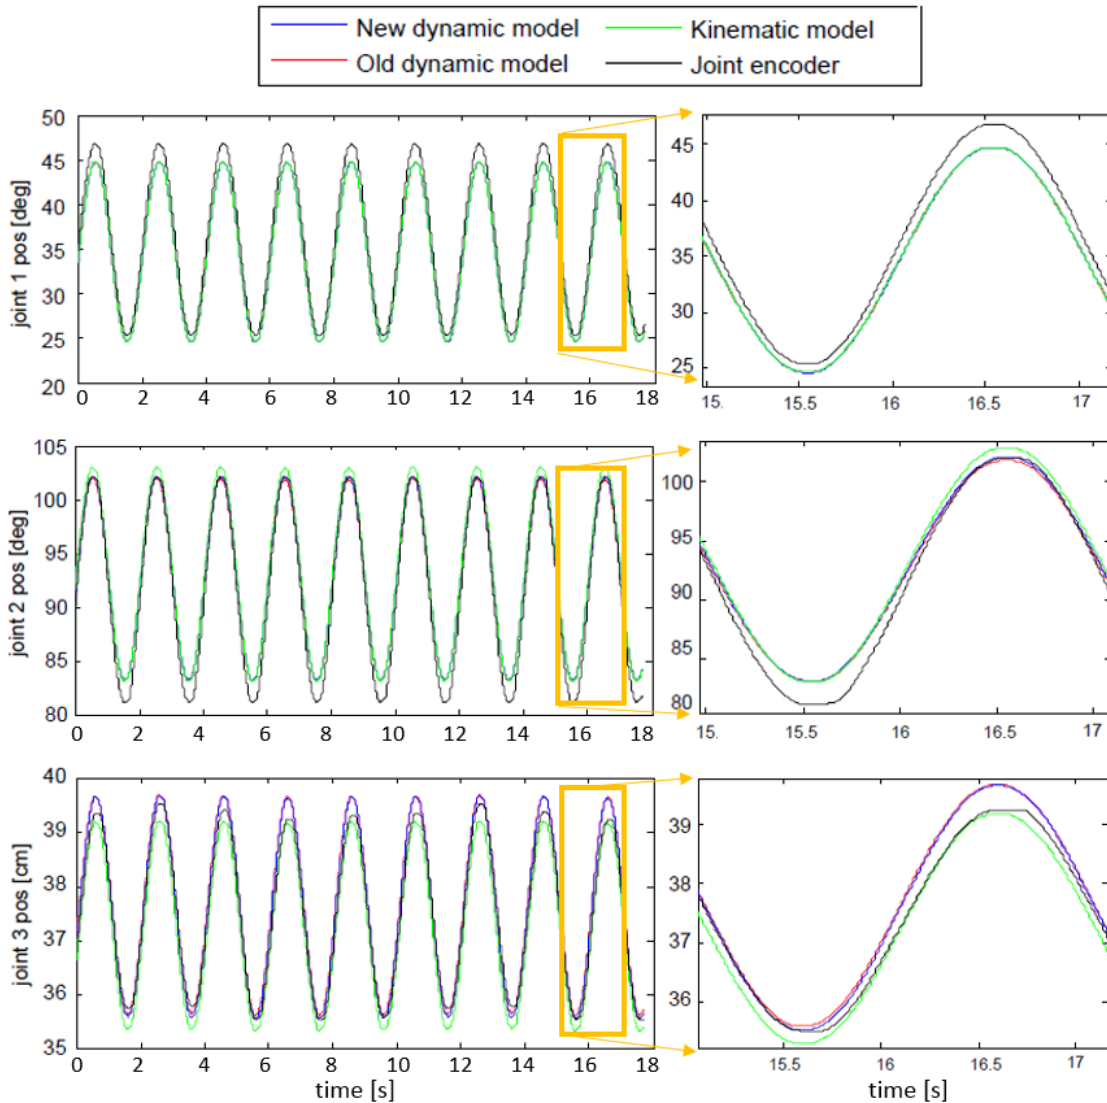 New dynamic model Kinematic model
Old dynamic model Joint encoder
joint 1 pos [deg]
50
45
40
35
30
25
20
0 2 4 6 8 10 12 14 16 18
45
40
35
30
25
15. 15.5 16 16.5 17
joint 2 pos [deg]
105
100
95
90
85
80
0 2 4 6 8 10 12 14 16 18
100
95
90
85
80
15. 15.5 16 16.5 17
joint 3 pos [cm]
40
39
38
37
36
35
0 2 4 6 8 10 12 14 16 18
time [s]
39
38
37
36
15.5 16 16.5 17
time [s]